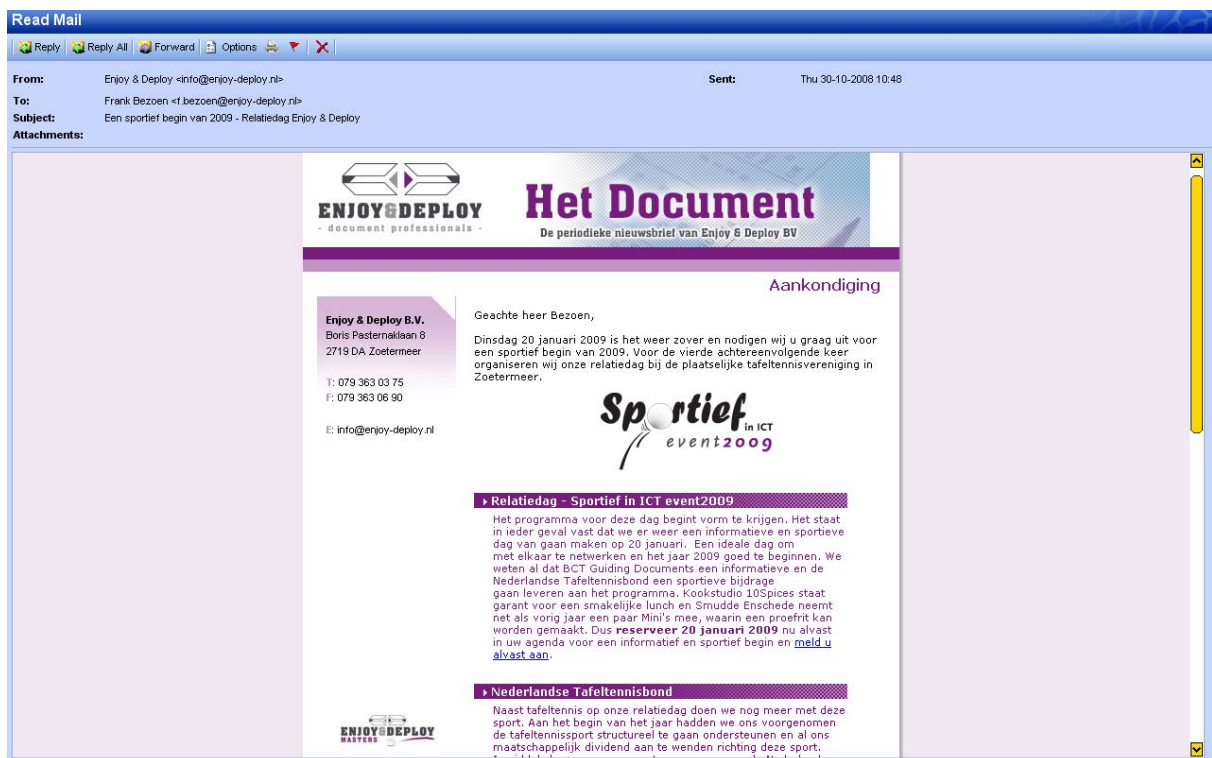 Read Mail
Reply Reply All Forward Options
From: Enjoy & Deploy <info@enjoy-deploy.nl> Sent: Thu 30-10-2008 10:48
To: Frank Bezoen <f.bezoen@enjoy-deploy.nl>
Subject: Een sportief begin van 2009 - Relatiedag Enjoy & Deploy
Attachments:
ENJOY&DEPLOY
- document professionals -
Het Document
De periodieke nieuwsbrief van Enjoy & Deploy BV
Aankondiging
Enjoy & Deploy B.V.
Boris Pasternaklaan 8
2719 DA Zoetermeer
T: 079 363 03 75
F: 079 363 06 90
E: info@enjoy-deploy.nl
Geachte heer Bezoen,
Dinsdag 20 januari 2009 is het weer zover en nodigen wij u graag uit voor
een sportief begin van 2009. Voor de vierde achtereenvolgende keer
organiseren wij onze relatiedag bij de plaatselijke tafeltennisvereniging in
Zoetermeer.
Sportief in ICT
event2009
Relatiedag - Sportief in ICT event2009
Het programma voor deze dag begint vorm te krijgen. Het staat
in ieder geval vast dat we er weer een informatieve en sportieve
dag van gaan maken op 20 januari. Een ideale dag om
met elkaar te netwerken en het jaar 2009 goed te beginnen. We
weten al dat BCT Guiding Documents een informatieve en de
Nederlandse Tafeltennisbond een sportieve bijdrage
gaan leveren aan het programma. Kookstudio 10Spices staat
garant voor een smakelijke lunch en Smudde Enschede neemt
net als vorig jaar een paar Mini's mee, waarin een proefrit kan
worden gemaakt. Dus reserveer 20 januari 2009 nu alvast
in uw agenda voor een informatief en sportief begin en meld u
alvast aan.
Nederlandse Tafeltennisbond
Naast tafeltennis op onze relatiedag doen we nog meer met deze
sport. Aan het begin van het jaar hadden we ons voorgenomen
de tafeltennissport structureel te gaan ondersteunen en al ons
maatschappelijk dividend aan te wenden richting deze sport.
ENJOY&DEPLOY
MASTERS